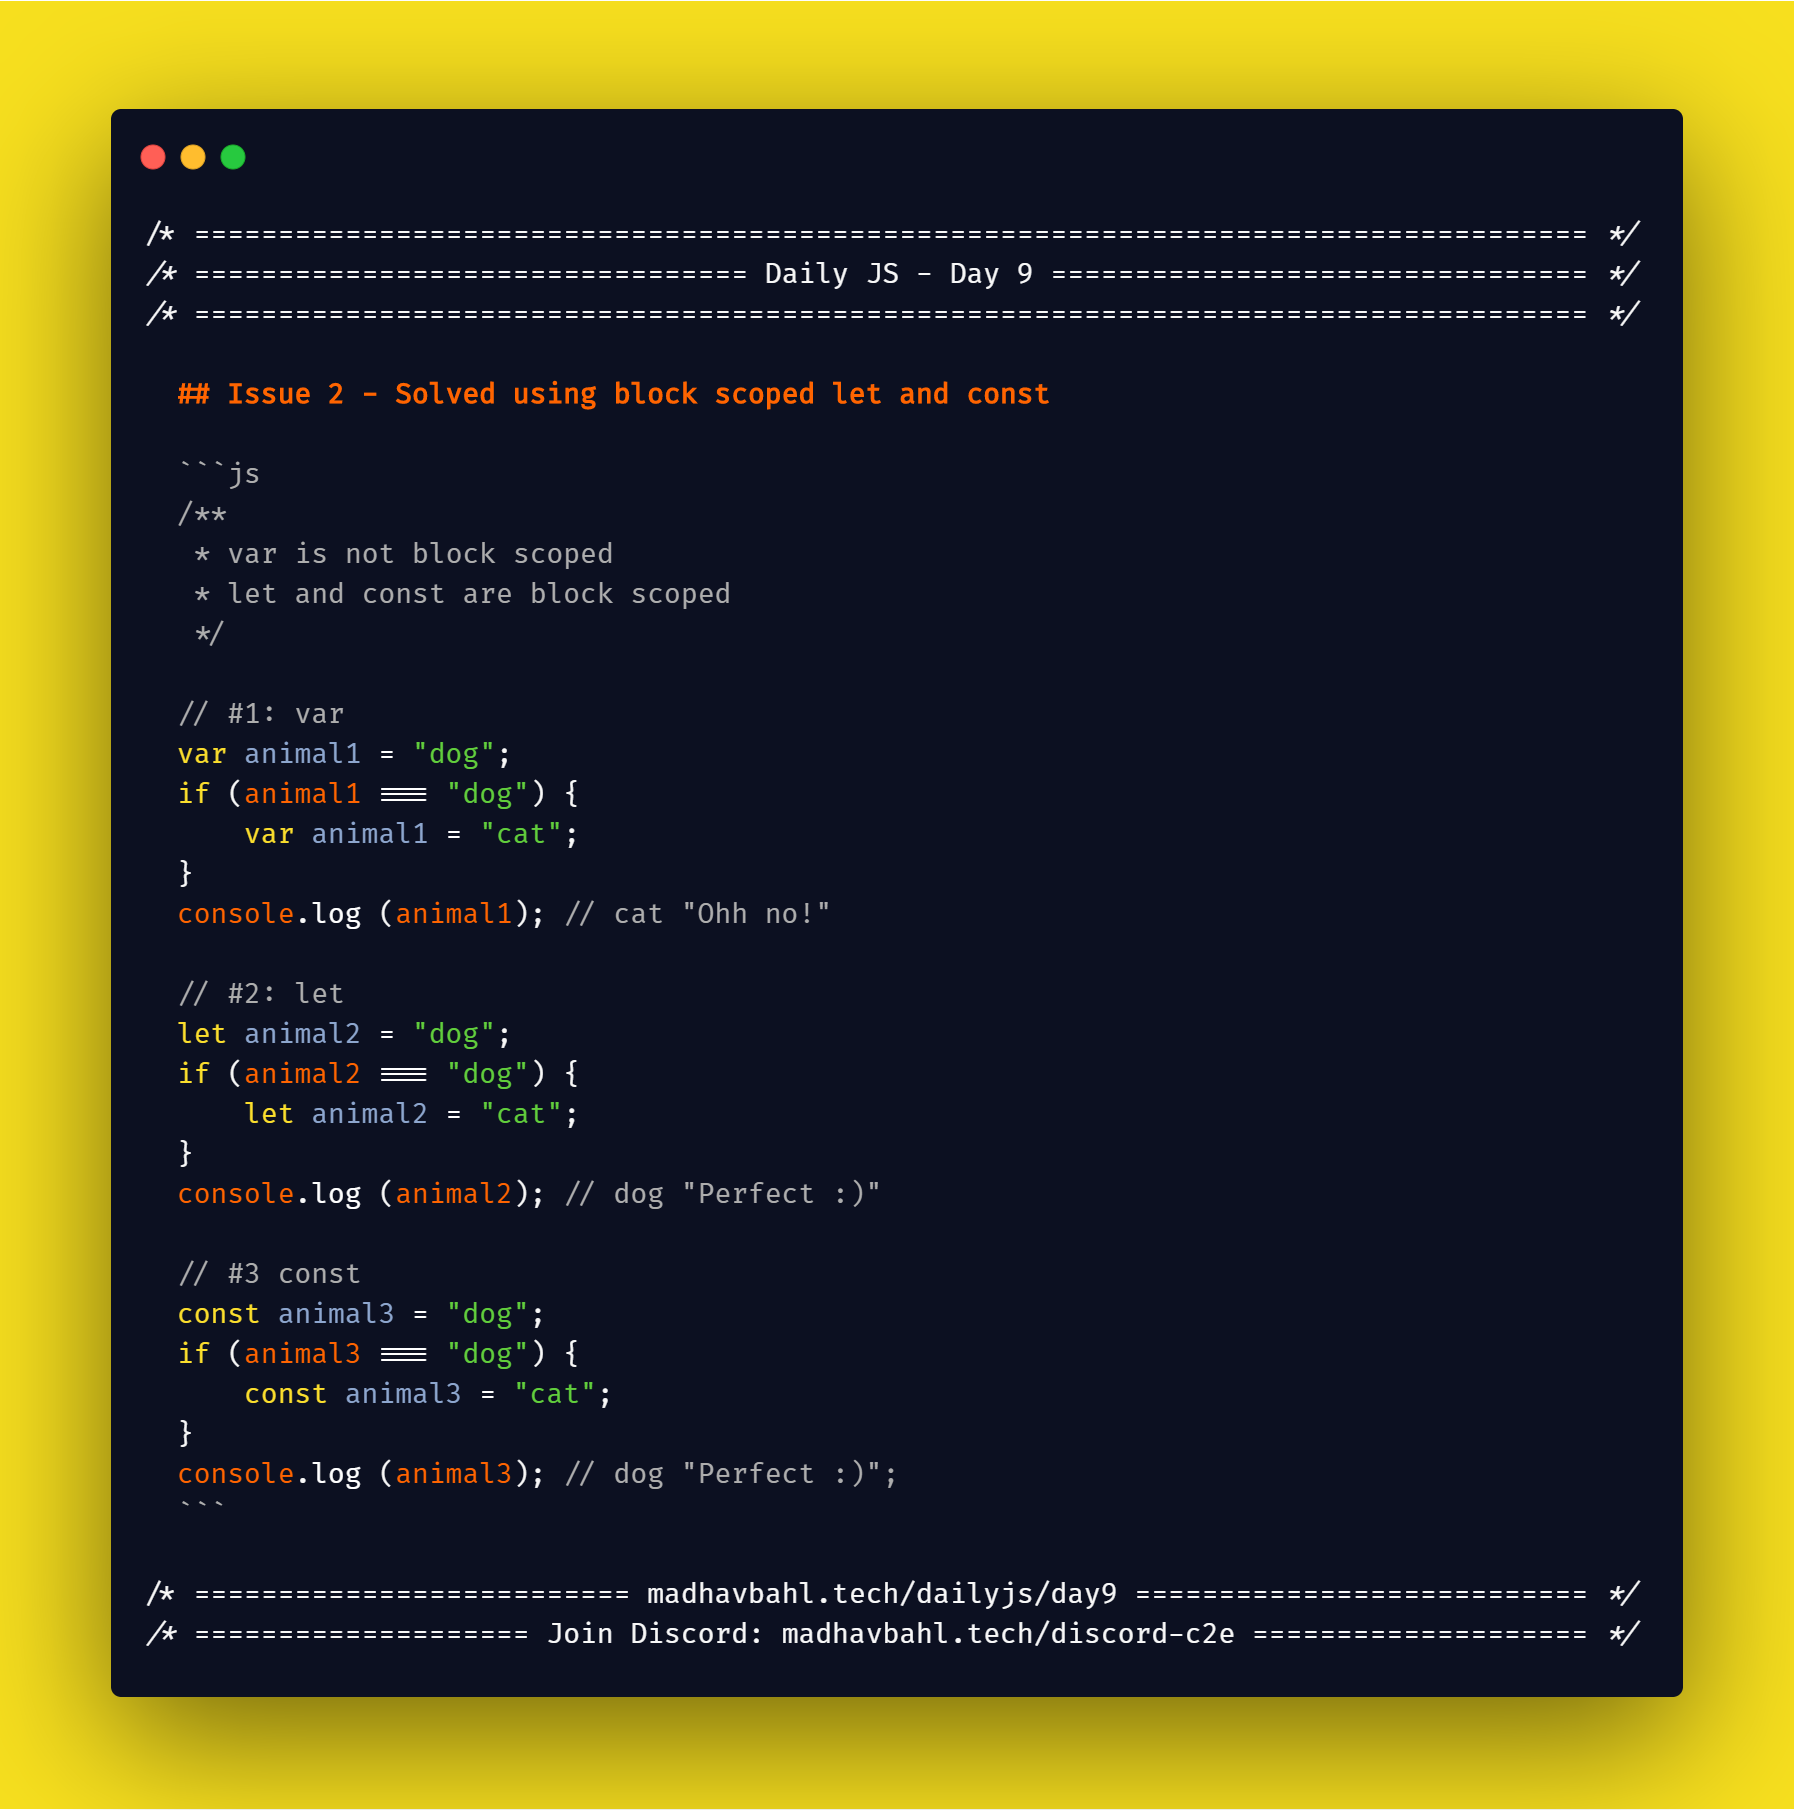 /* =================================================================================== */
/* ================================= Daily JS - Day 9 ================================ */
/* =================================================================================== */
## Issue 2 - Solved using block scoped let and const
```js
/**
 * var is not block scoped
 * let and const are block scoped
 */
// #1: var
var animal1 = "dog";
if (animal1 === "dog") {
    var animal1 = "cat";
}
console.log (animal1); // cat "Ohh no!"
// #2: let
let animal2 = "dog";
if (animal2 === "dog") {
    let animal2 = "cat";
}
console.log (animal2); // dog "Perfect :)"
// #3 const
const animal3 = "dog";
if (animal3 === "dog") {
    const animal3 = "cat";
}
console.log (animal3); // dog "Perfect :)";
```
/* ========================== madhavbahl.tech/dailyjs/day9 =========================== */
/* ==================== Join Discord: madhavbahl.tech/discord-c2e ==================== */